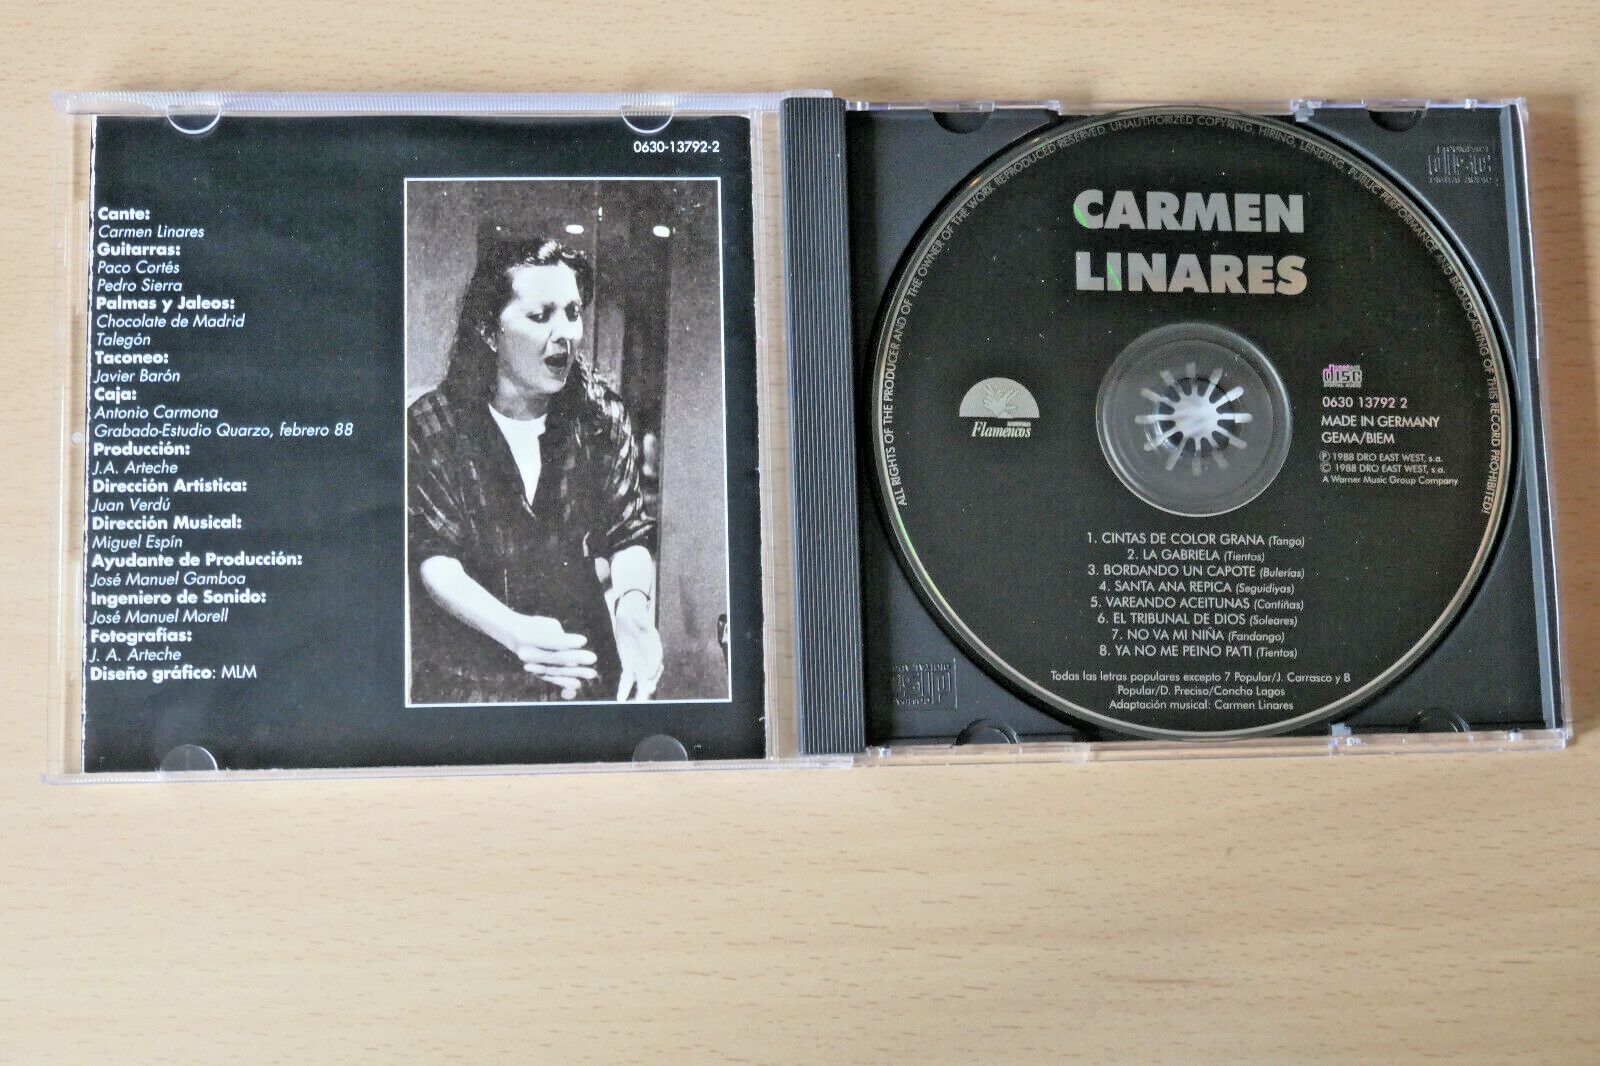 0630-13792-2
Cante:
Carmen Linares
Guitarras:
Paco Cortés
Pedro Sierra
Palmas y Jaleos:
Chocolate de Madrid
Talegón
Taconeo:
Javier Barón
Caja:
Antonio Carmona
Grabado-Estudio Quarzo, febrero 88
Producción:
J.A. Arteche
Dirección Artística:
Juan Verdú
Dirección Musical:
Miguel Espín
Ayudante de Producción:
José Manuel Gamboa
Ingeniero de Sonido:
José Manuel Morell
Fotografías:
J. A. Arteche
Diseño gráfico: MLM
ALL RIGHTS OF THE PRODUCER AND OF THE OWNER OF THE WORK REPRODUCED RESERVED. UNAUTHORIZED COPYING, HIRING, LENDING, PUBLIC PERFORMANCE AND BROADCASTING OF THIS RECORD PROHIBITED!
CARMEN
LINARES
Flamencos
COMPACT
disc
DIGITAL AUDIO
0630 13792 2
MADE IN GERMANY
GEMA/BIEM
Ⓟ 1988 DRO EAST WEST, s.a.
© 1988 DRO EAST WEST, s.a.
A Warner Music Group Company
1. CINTAS DE COLOR GRANA (Tango)
2. LA GABRIELA (Tientos)
3. BORDANDO UN CAPOTE (Bulerías)
4. SANTA ANA REPICA (Seguidiyas)
5. VAREANDO ACEITUNAS (Cantiñas)
6. EL TRIBUNAL DE DIOS (Soleares)
7. NO VA MI NIÑA (Fandango)
8. YA NO ME PEINO PA'TI (Tientos)
Todas las letras populares excepto 7 Popular/J. Carrasco y 8
Popular/D. Preciso/Concha Lagos
Adaptación musical: Carmen Linares
COMPACT
disc
DIGITAL AUDIO